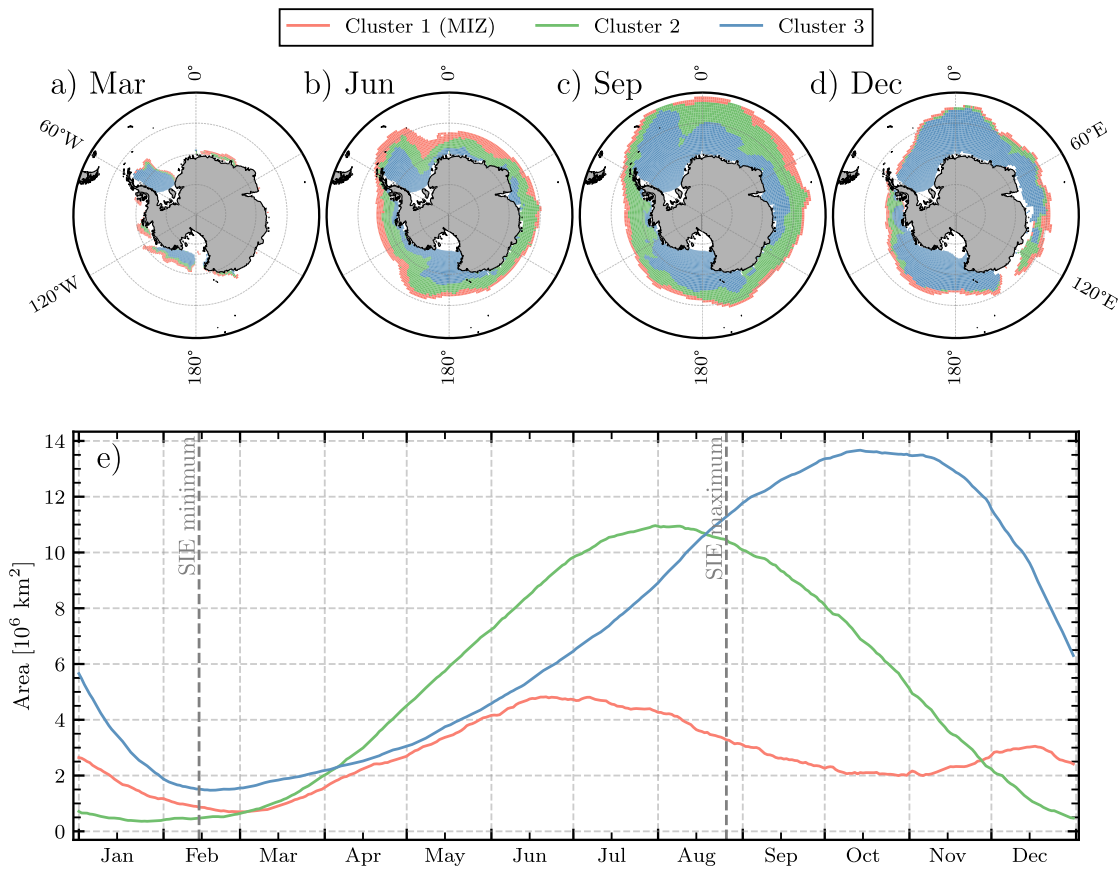 Cluster 1 (MIZ) Cluster 2 Cluster 3
a) Mar b) Jun c) Sep d) Dec
0° 0° 0° 0°
60°W 60°E
120°W 120°E
180° 180° 180° 180°
e)
SIE minimum
SIE maximum
Area [10⁶ km²]
14
12
10
8
6
4
2
0
Jan Feb Mar Apr May Jun Jul Aug Sep Oct Nov Dec